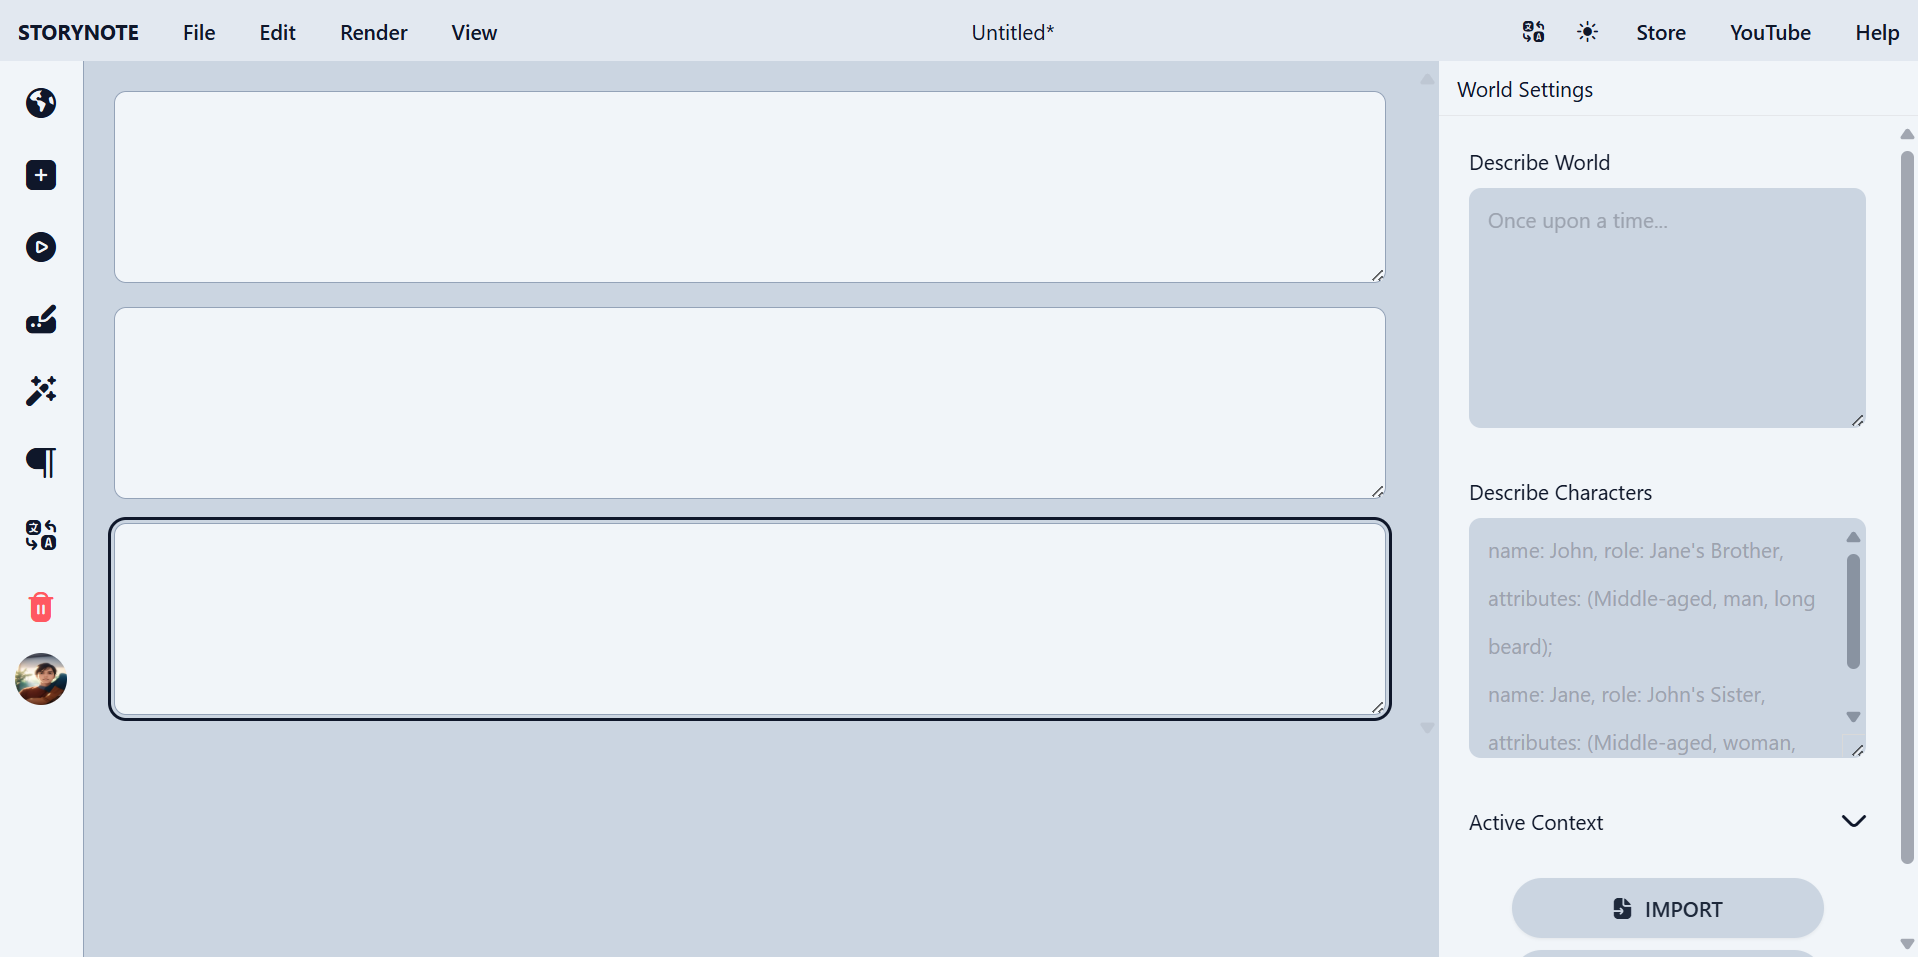 STORYNOTE File Edit Render View Untitled* Store YouTube Help
World Settings
Describe World
Once upon a time...
Describe Characters
name: John, role: Jane's Brother,
attributes: (Middle-aged, man, long
beard);
name: Jane, role: John's Sister,
attributes: (Middle-aged, woman,
Active Context
IMPORT